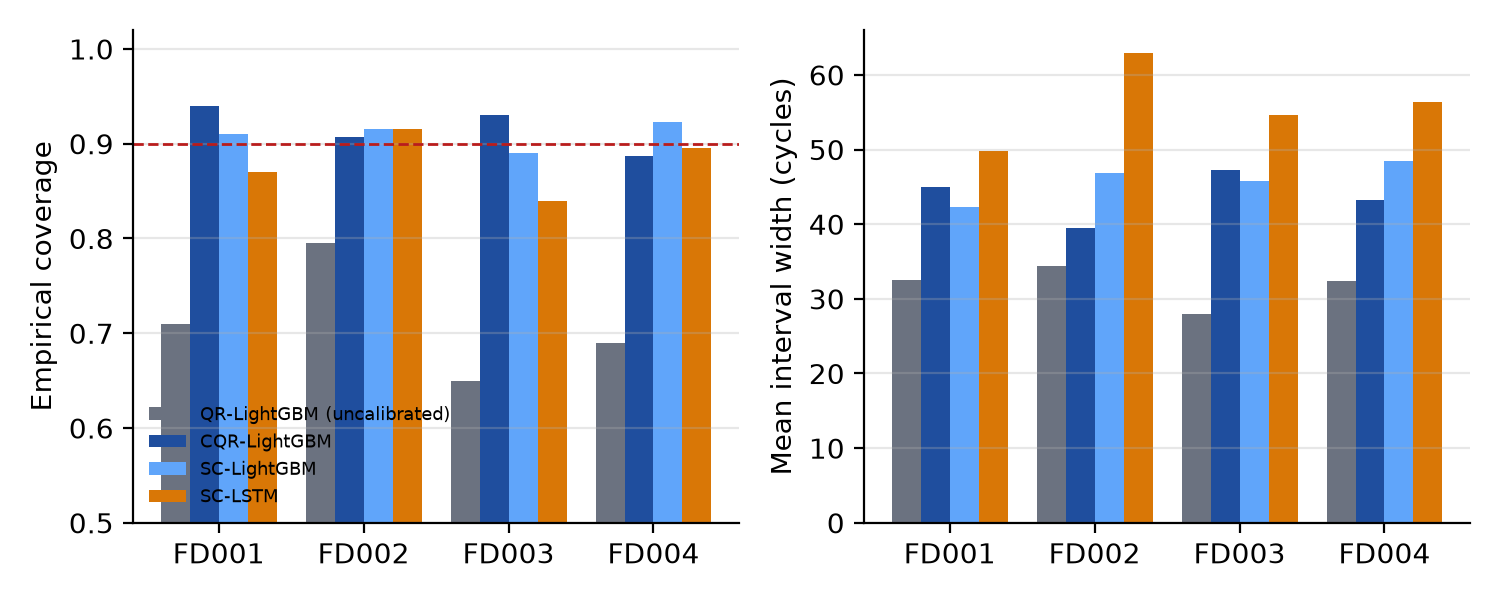 Empirical coverage
1.0
0.9
0.8
0.7
0.6
0.5
QR-LightGBM (uncalibrated)
CQR-LightGBM
SC-LightGBM
SC-LSTM
FD001 FD002 FD003 FD004
Mean interval width (cycles)
60
50
40
30
20
10
0
FD001 FD002 FD003 FD004